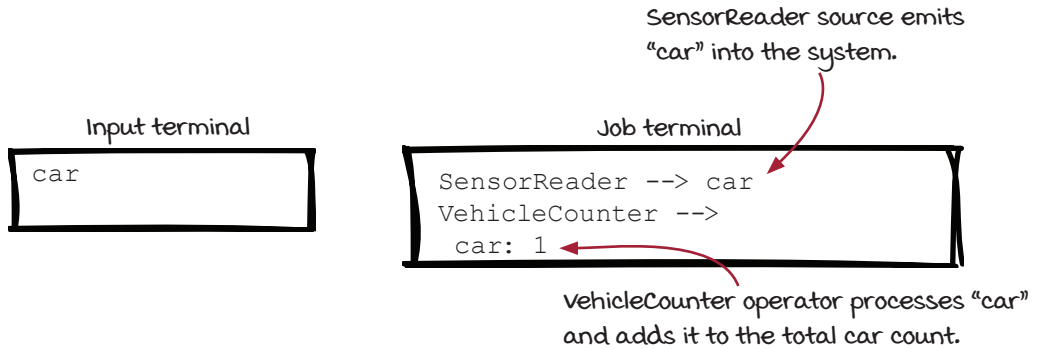 SensorReader source emits
“car” into the system.
Input terminal
Job terminal
car
SensorReader --> car
VehicleCounter -->
car: 1
VehicleCounter operator processes “car”
and adds it to the total car count.